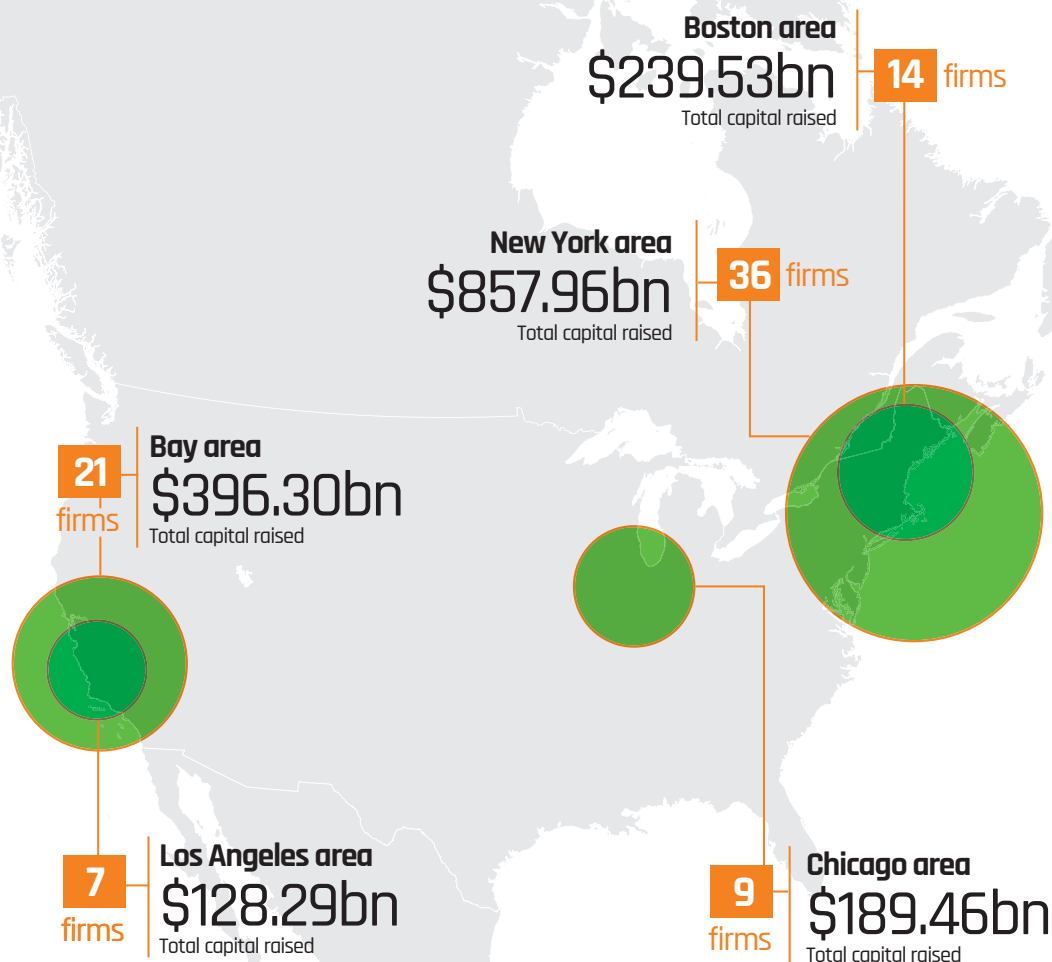 Boston area
$239.53bn
Total capital raised
14 firms
New York area
$857.96bn
Total capital raised
36 firms
21
firms
Bay area
$396.30bn
Total capital raised
7
firms
Los Angeles area
$128.29bn
Total capital raised
9
firms
Chicago area
$189.46bn
Total capital raised